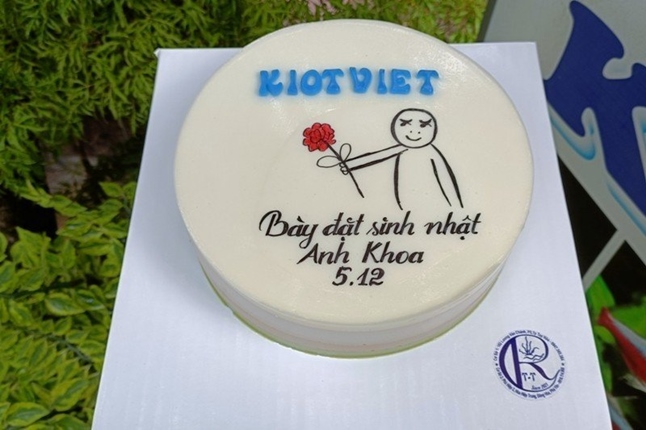 KIOTVIET
Bày đặt sinh nhật
Anh Khoa
5.12
R
T-T